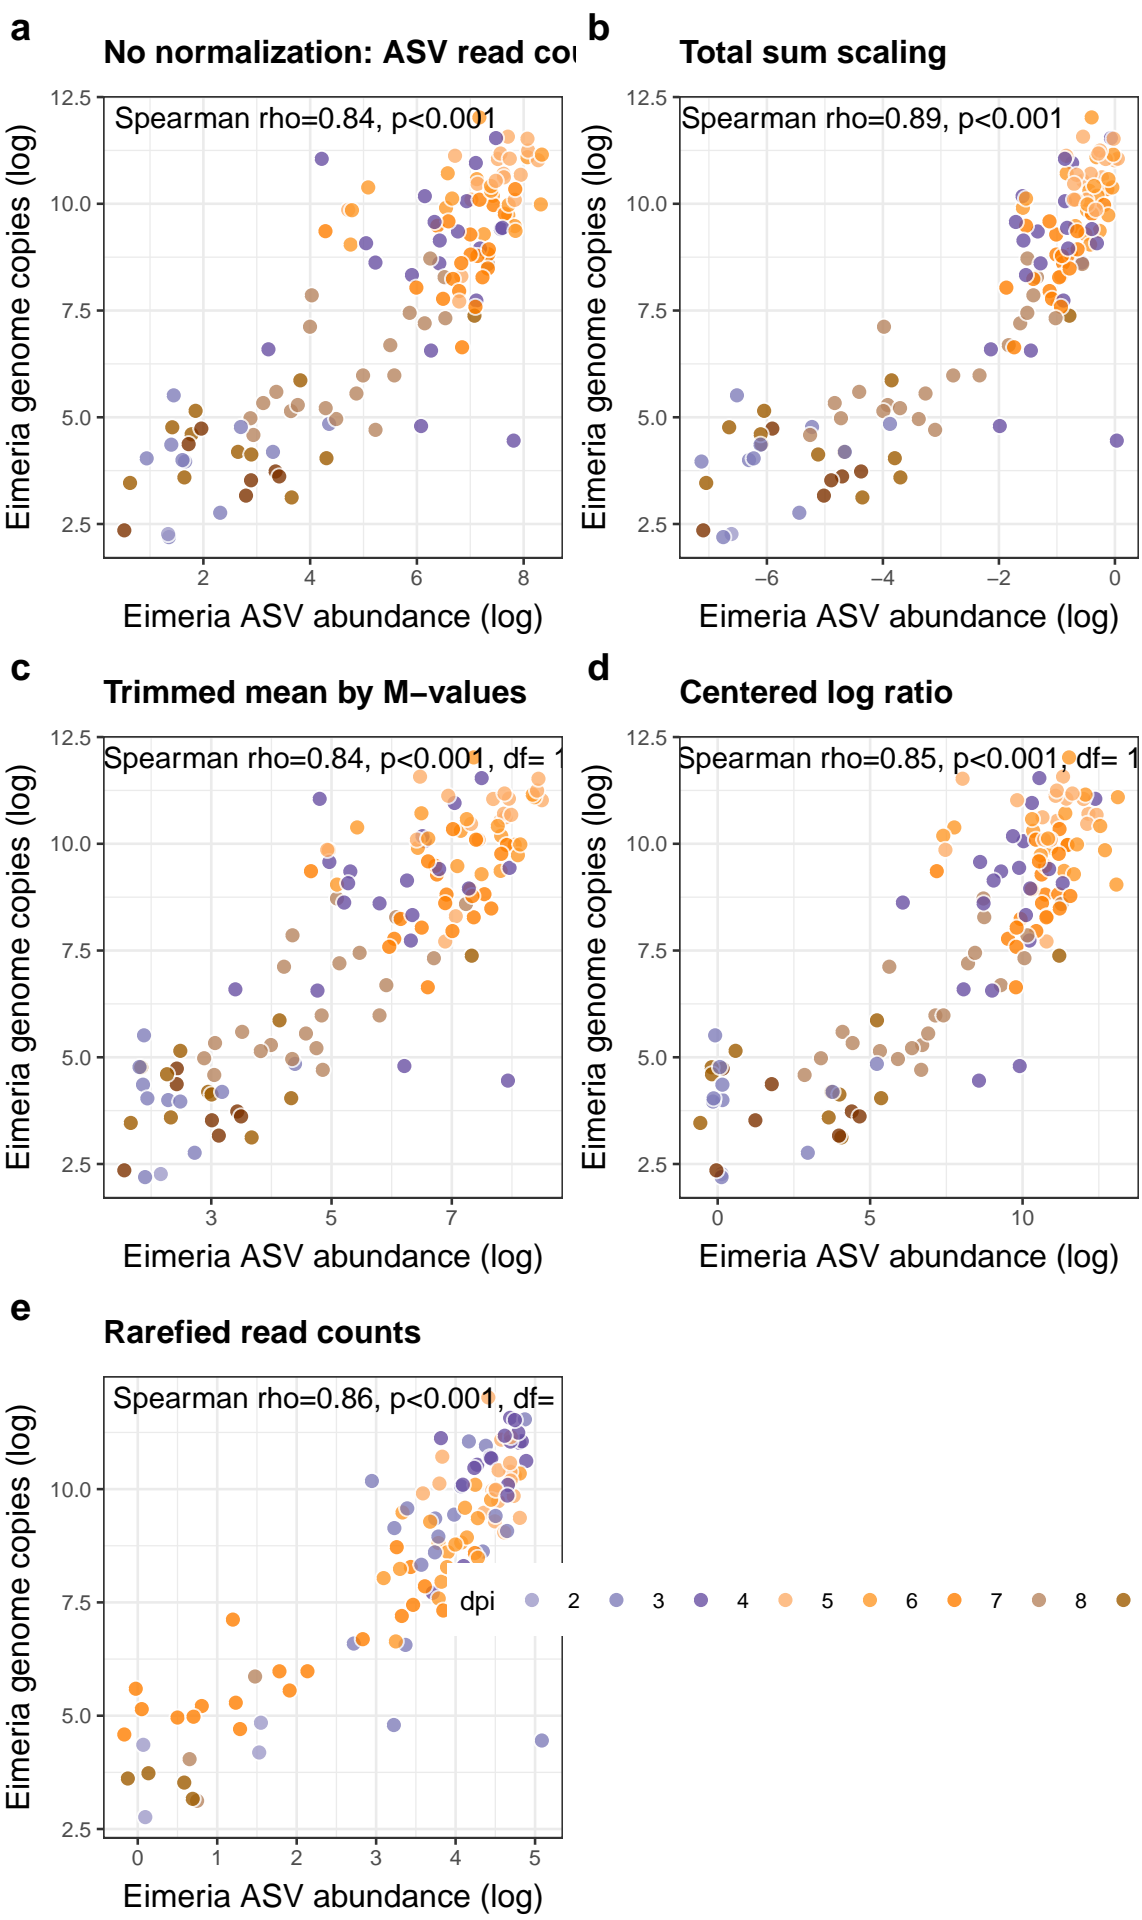 a
No normalization: ASV read cou
Spearman rho=0.84, p<0.001
12.5
10.0
7.5
5.0
2.5
2 4 6 8
Eimeria genome copies (log)
Eimeria ASV abundance (log)
b
Total sum scaling
Spearman rho=0.89, p<0.001
12.5
10.0
7.5
5.0
2.5
−6 −4 −2 0
Eimeria genome copies (log)
Eimeria ASV abundance (log)
c
Trimmed mean by M−values
Spearman rho=0.84, p<0.001, df= 1
12.5
10.0
7.5
5.0
2.5
3 5 7
Eimeria genome copies (log)
Eimeria ASV abundance (log)
d
Centered log ratio
Spearman rho=0.85, p<0.001, df= 1
12.5
10.0
7.5
5.0
2.5
0 5 10
Eimeria genome copies (log)
Eimeria ASV abundance (log)
e
Rarefied read counts
Spearman rho=0.86, p<0.001, df=
10.0
7.5
5.0
2.5
0 1 2 3 4 5
Eimeria genome copies (log)
Eimeria ASV abundance (log)
dpi 2 3 4 5 6 7 8